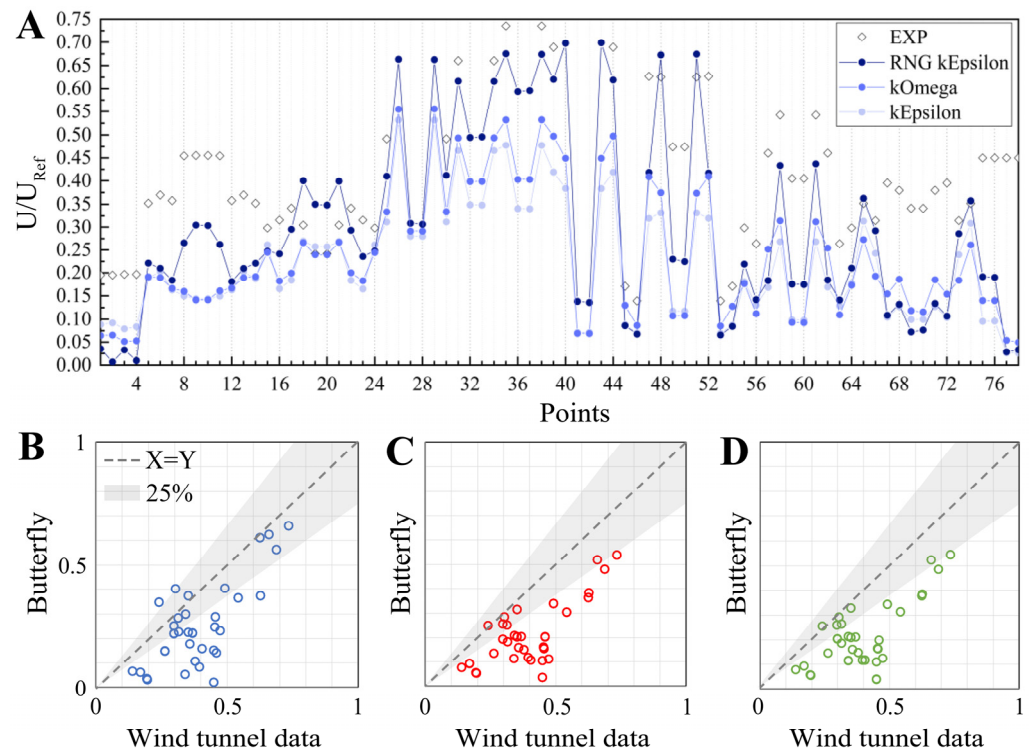 A
U/U_Ref
0.75
0.70
0.65
0.60
0.55
0.50
0.45
0.40
0.35
0.30
0.25
0.20
0.15
0.10
0.05
0.00
EXP
RNG kEpsilon
kOmega
kEpsilon
4 8 12 16 20 24 28 32 36 40 44 48 52 56 60 64 68 72 76
Points
B
X=Y
25%
Butterfly
1
0.5
0
0 0.5 1
Wind tunnel data
C
Butterfly
0 0.5 1
Wind tunnel data
D
Butterfly
0 0.5 1
Wind tunnel data